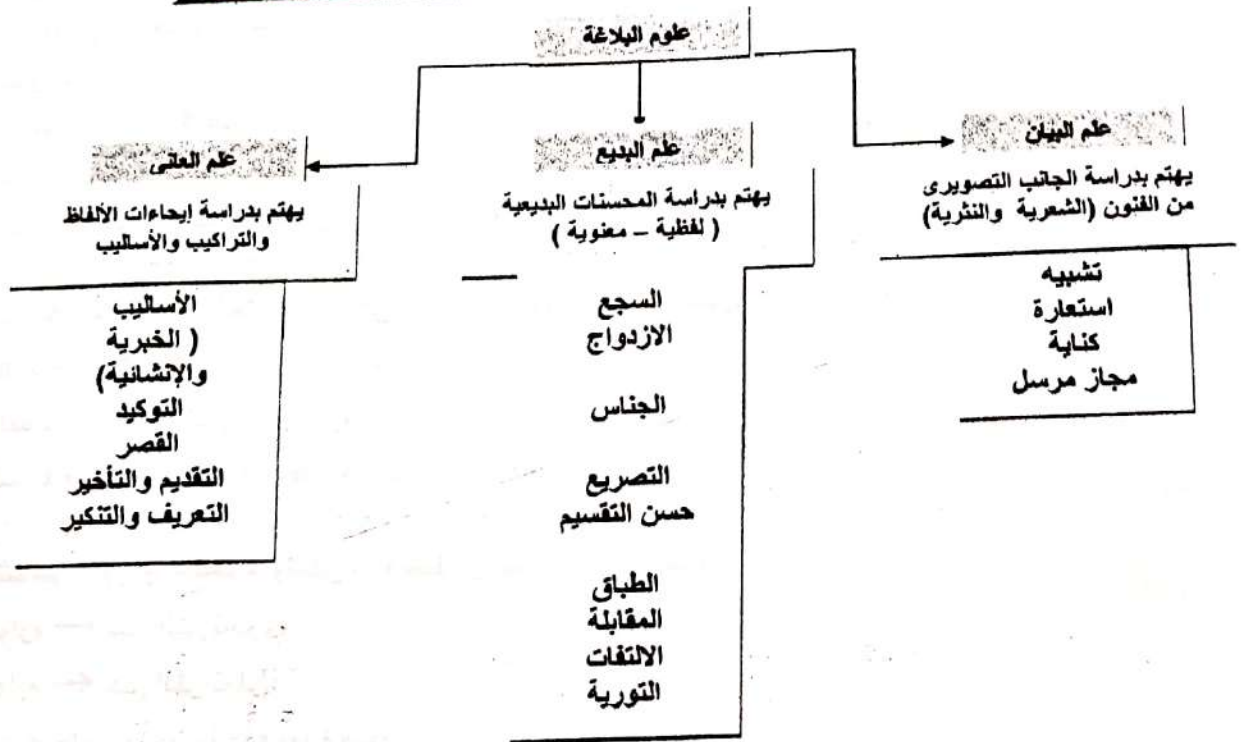 علوم البلاغة
علم البيان
يهتم بدراسة الجانب التصويرى
من الفنون (الشعرية والنثرية)
تشبيه
استعارة
كناية
مجاز مرسل
علم البديع
يهتم بدراسة المحسنات البديعية
( لفظية – معنوية )
السجع
الازدواج
الجناس
التصريع
حسن التقسيم
الطباق
المقابلة
الالتفات
التورية
علم العانى
يهتم بدراسة إيحاءات الألفاظ
والتراكيب والأساليب
الأساليب
( الخبرية
والإنشائية)
التوكيد
القصر
التقديم والتأخير
التعريف والتنكير